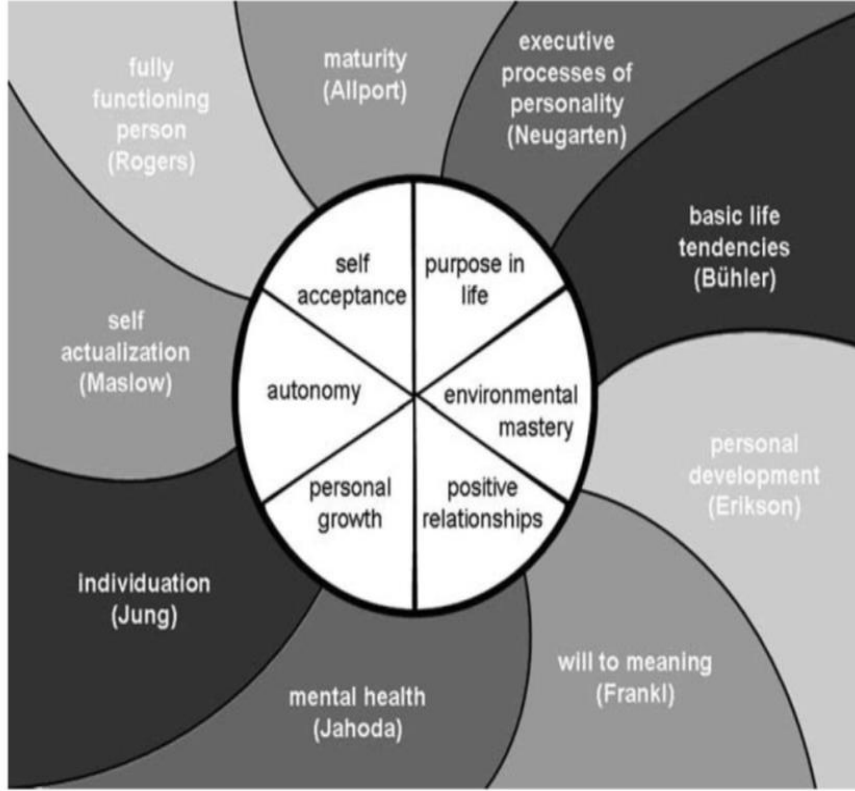 fully
functioning
person
(Rogers)
maturity
(Allport)
executive
processes of
personality
(Neugarten)
basic life
tendencies
(Bühler)
personal
development
(Erikson)
will to meaning
(Frankl)
mental health
(Jahoda)
individuation
(Jung)
self
actualization
(Maslow)
self
acceptance
purpose in
life
environmental
mastery
positive
relationships
personal
growth
autonomy